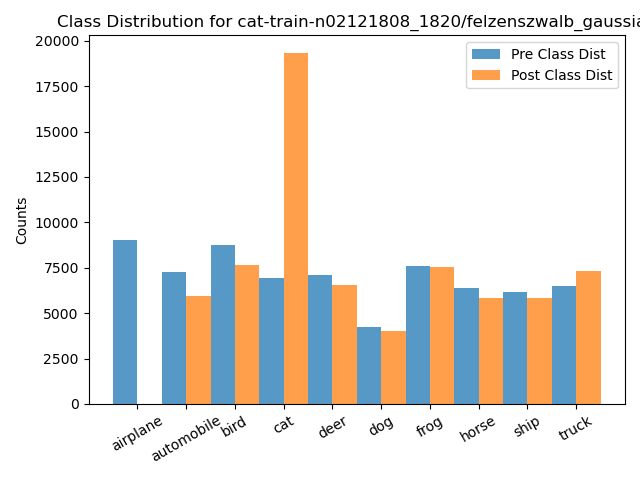 Class Distribution for cat-train-n02121808_1820/felzenszwalb_gaussia
Pre Class Dist
Post Class Dist
Counts
20000
17500
15000
12500
10000
7500
5000
2500
0
airplane
automobile
bird
cat
deer
dog
frog
horse
ship
truck